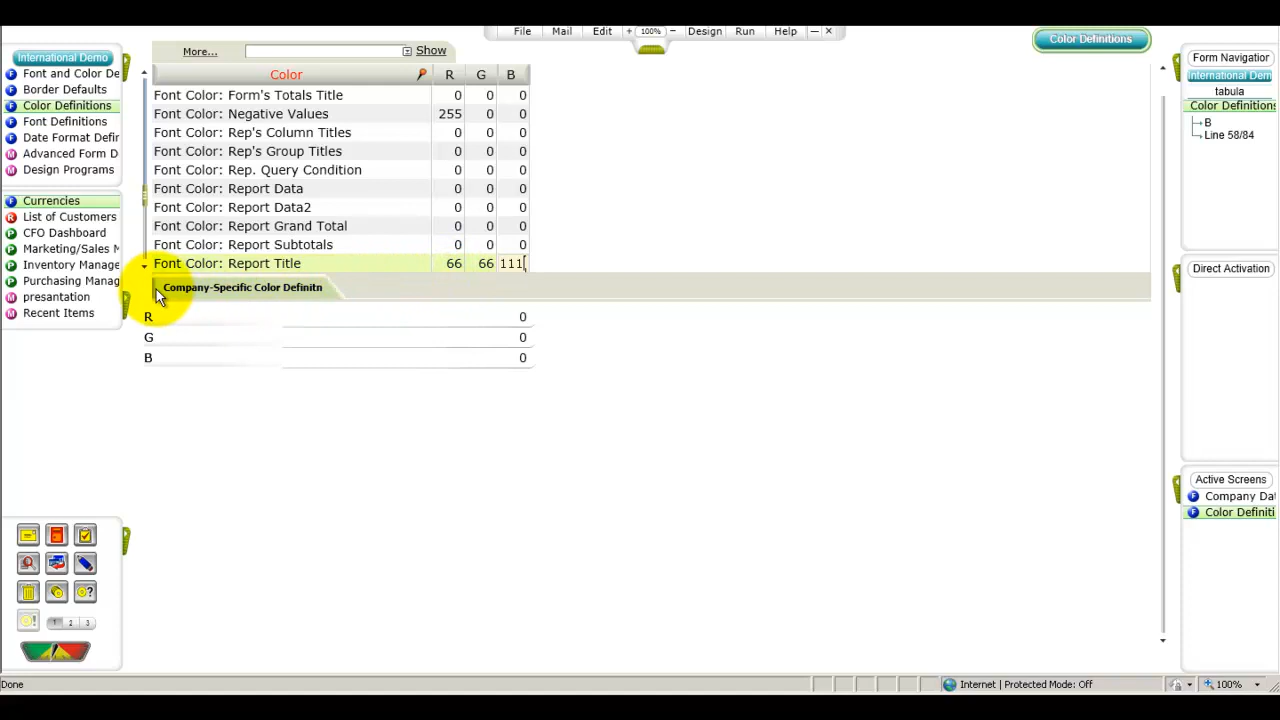 File Mail Edit + 100% - Design Run Help
Color Definitions
International Demo
Font and Color De
Border Defaults
Color Definitions
Font Definitions
Date Format Defir
Advanced Form D
Design Programs
Currencies
List of Customers
CFO Dashboard
Marketing/Sales M
Inventory Manage
Purchasing Manag
presantation
Recent Items
1 2 3
More... Show
Color R G B
Font Color: Form's Totals Title 0 0 0
Font Color: Negative Values 255 0 0
Font Color: Rep's Column Titles 0 0 0
Font Color: Rep's Group Titles 0 0 0
Font Color: Rep. Query Condition 0 0 0
Font Color: Report Data 0 0 0
Font Color: Report Data2 0 0 0
Font Color: Report Grand Total 0 0 0
Font Color: Report Subtotals 0 0 0
Font Color: Report Title 66 66 111
Company-Specific Color Definitn
R 0
G 0
B 0
Form Navigator
International Dem
tabula
Color Definitions
B
Line 58/84
Direct Activation
Active Screens
Company Dat
Color Definiti
Done Internet | Protected Mode: Off 100%